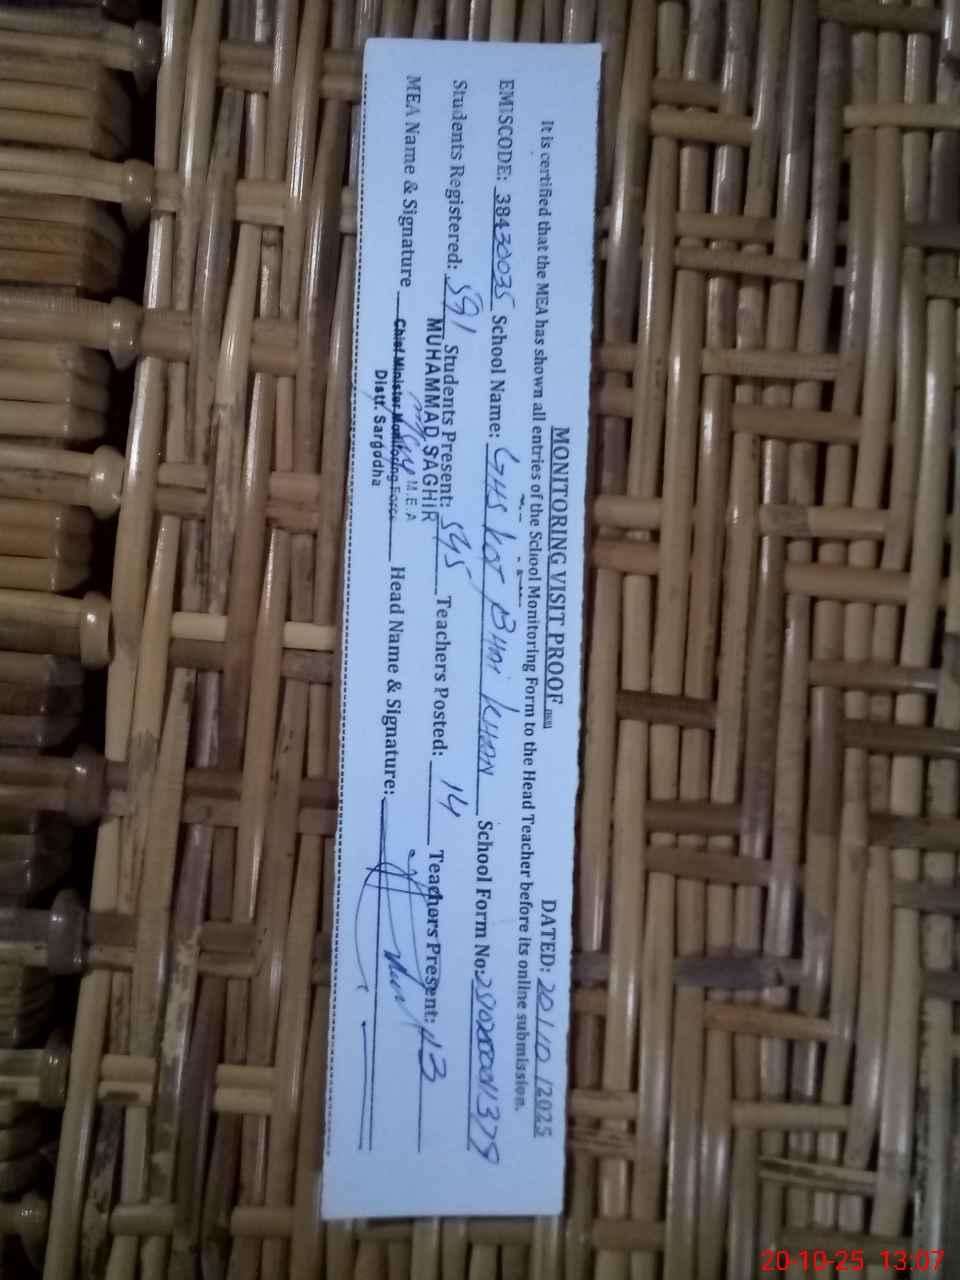 MONITORING VISIT PROOF
DATED: 20/10/2025
It is certified that the MEA has shown all entries of the School Monitoring Form to the Head Teacher before its online submission.
EMISCODE: 38430035 School Name: GHS KOT BHAI KHAN School Form No:
Students Registered: 591 Students Present: 545 Teachers Posted: 14 Teachers Present: 13
MEA Name & Signature Head Name & Signature:
MUHAMMAD SAGHIR
M.E.A
Chief Minister Monitoring Force
Distt. Sargodha
20-10-25 13:07